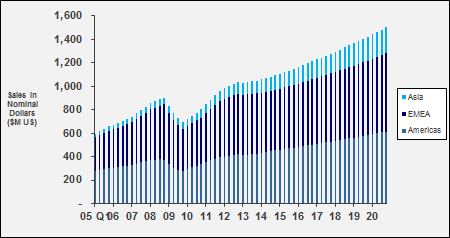 1,600
1,400
1,200
1,000
800
600
400
200
-
Sales in
Nominal
Dollars
($M US)
05 Q1 06 07 08 09 10 11 12 13 14 15 16 17 18 19 20
Asia
EMEA
Americas